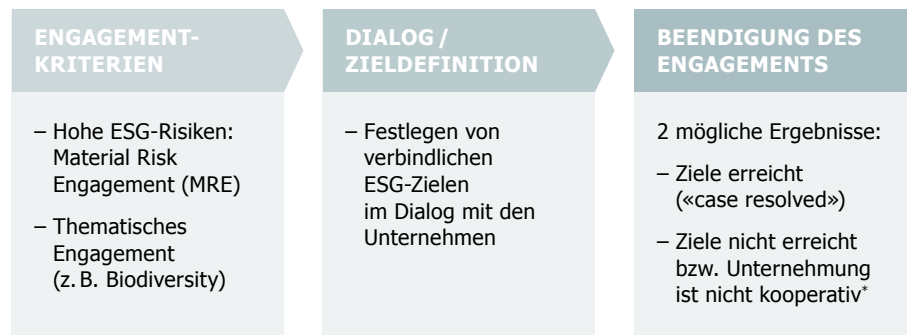 ENGAGEMENT-
KRITERIEN
– Hohe ESG-Risiken:
Material Risk
Engagement (MRE)
– Thematisches
Engagement
(z. B. Biodiversity)
DIALOG /
ZIELDEFINITION
– Festlegen von
verbindlichen
ESG-Zielen
im Dialog mit den
Unternehmen
BEENDIGUNG DES
ENGAGEMENTS
2 mögliche Ergebnisse:
– Ziele erreicht
(«case resolved»)
– Ziele nicht erreicht
bzw. Unternehmung
ist nicht kooperativ*